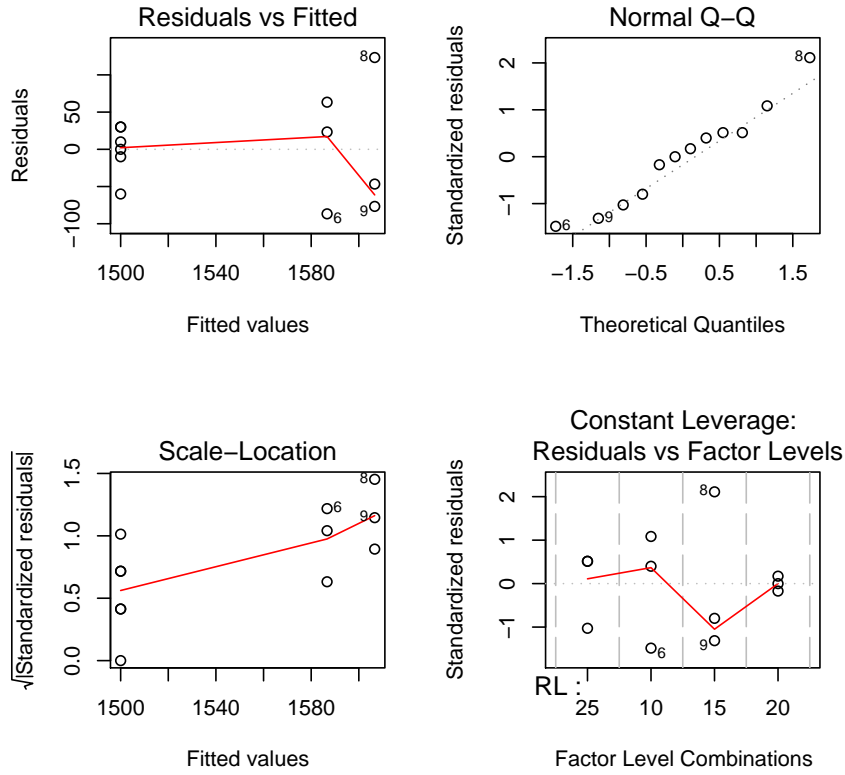 Residuals vs Fitted
Residuals
50
0
−100
8
6
9
1500 1540 1580
Fitted values
Normal Q−Q
Standardized residuals
2
1
0
−1
6
9
8
−1.5 −0.5 0.5 1.5
Theoretical Quantiles
Scale−Location
√|Standardized residuals|
1.5
1.0
0.5
0.0
8
6
9
1500 1540 1580
Fitted values
Constant Leverage:
Residuals vs Factor Levels
Standardized residuals
2
1
0
−1
8
6
9
RL :
25 10 15 20
Factor Level Combinations